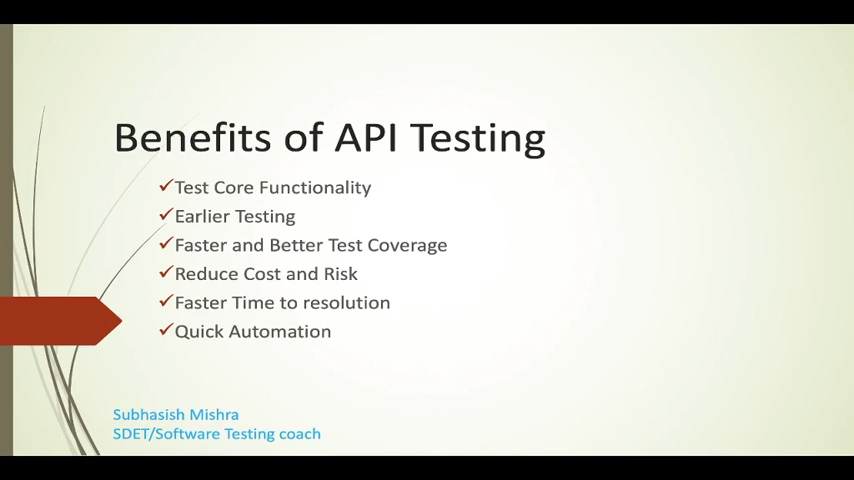 Benefits of API Testing
✓Test Core Functionality
✓Earlier Testing
✓Faster and Better Test Coverage
✓Reduce Cost and Risk
✓Faster Time to resolution
✓Quick Automation
Subhasish Mishra
SDET/Software Testing coach